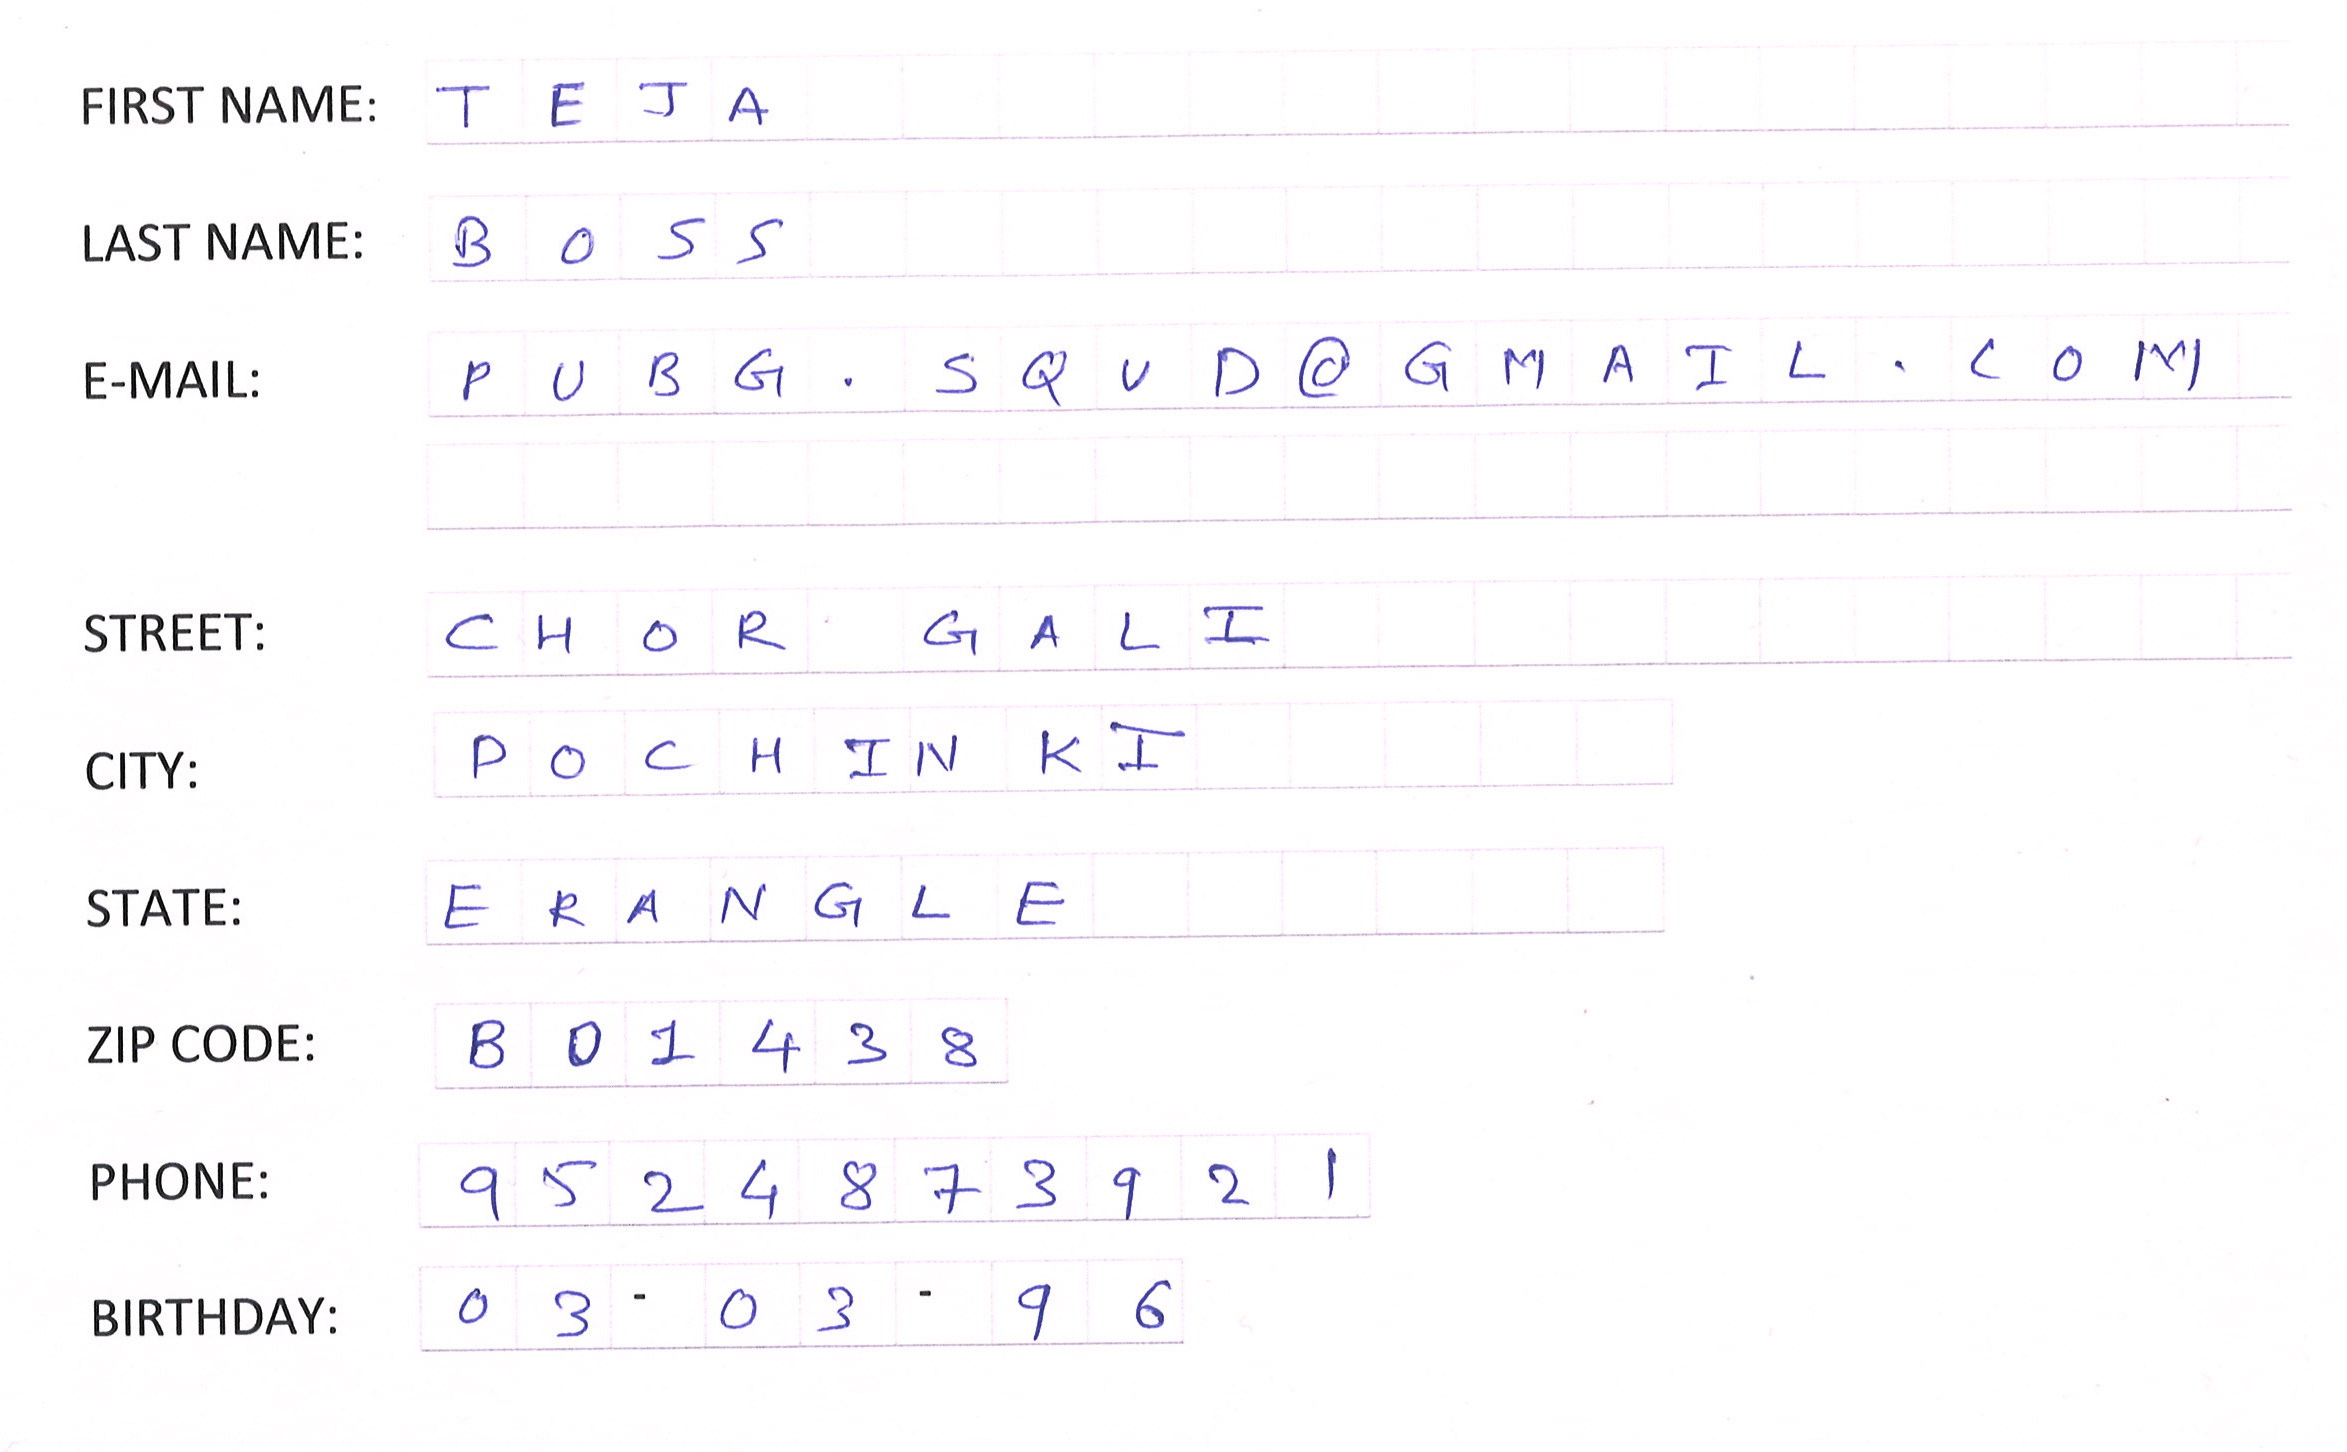 FIRST NAME: TEJA
LAST NAME: BOSS
E-MAIL: PUBG.SQUD@GMAIL.COM
STREET: CHOR GALI
CITY: POCHINKI
STATE: ERANGLE
ZIP CODE: B01438
PHONE: 9524873921
BIRTHDAY: 03-03-96